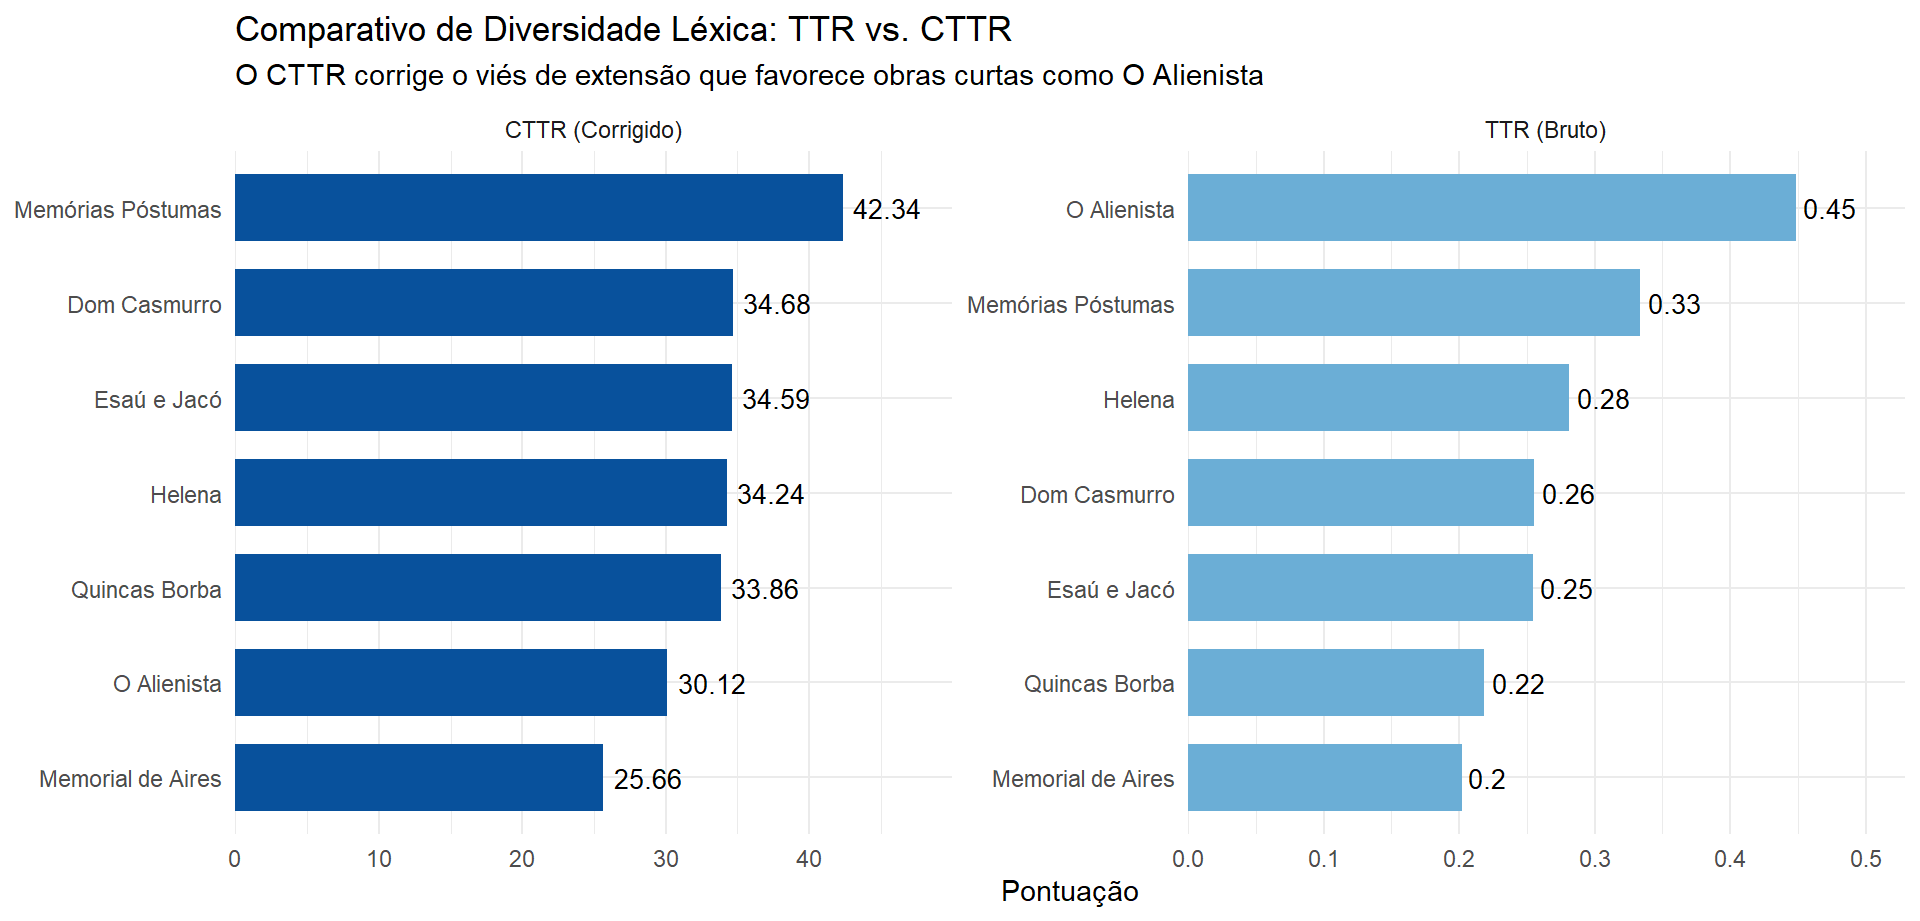 Comparativo de Diversidade Léxica: TTR vs. CTTR
O CTTR corrige o viés de extensão que favorece obras curtas como O Alienista
CTTR (Corrigido)
Memórias Póstumas 42.34
Dom Casmurro 34.68
Esaú e Jacó 34.59
Helena 34.24
Quincas Borba 33.86
O Alienista 30.12
Memorial de Aires 25.66
0 10 20 30 40
TTR (Bruto)
O Alienista 0.45
Memórias Póstumas 0.33
Helena 0.28
Dom Casmurro 0.26
Esaú e Jacó 0.25
Quincas Borba 0.22
Memorial de Aires 0.2
0.0 0.1 0.2 0.3 0.4 0.5
Pontuação